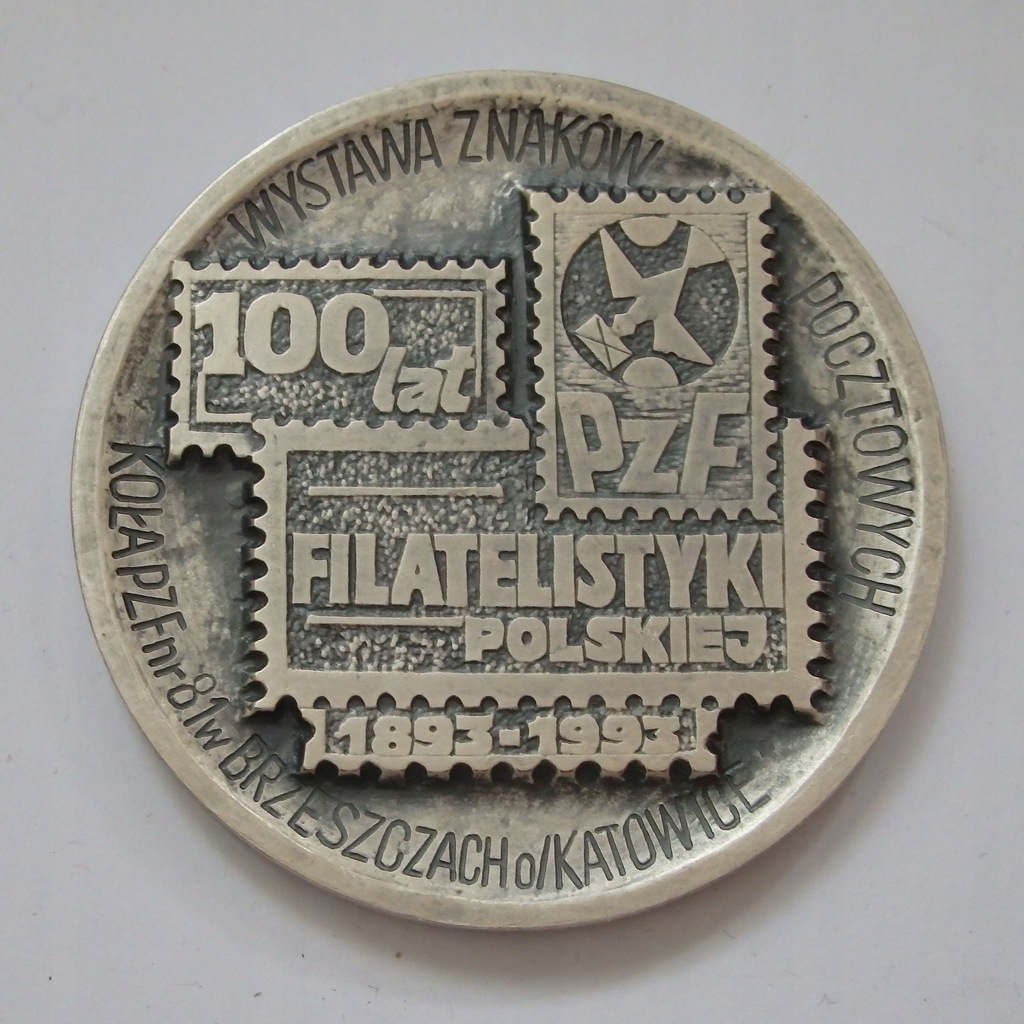 WYSTAWA ZNAKÓW POCZTOWYCH
100 lat
PZF
FILATELISTYKI
POLSKIEJ
1893-1993
KOŁA PZF nr 81 w BRZESZCZACH o/KATOWICE